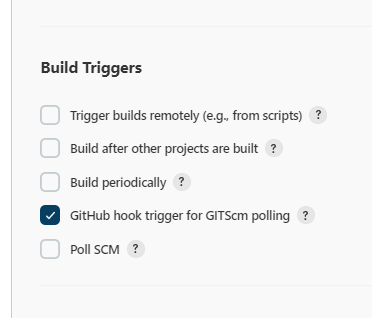 Build Triggers
Trigger builds remotely (e.g., from scripts) ?
Build after other projects are built ?
Build periodically ?
GitHub hook trigger for GITScm polling ?
Poll SCM ?